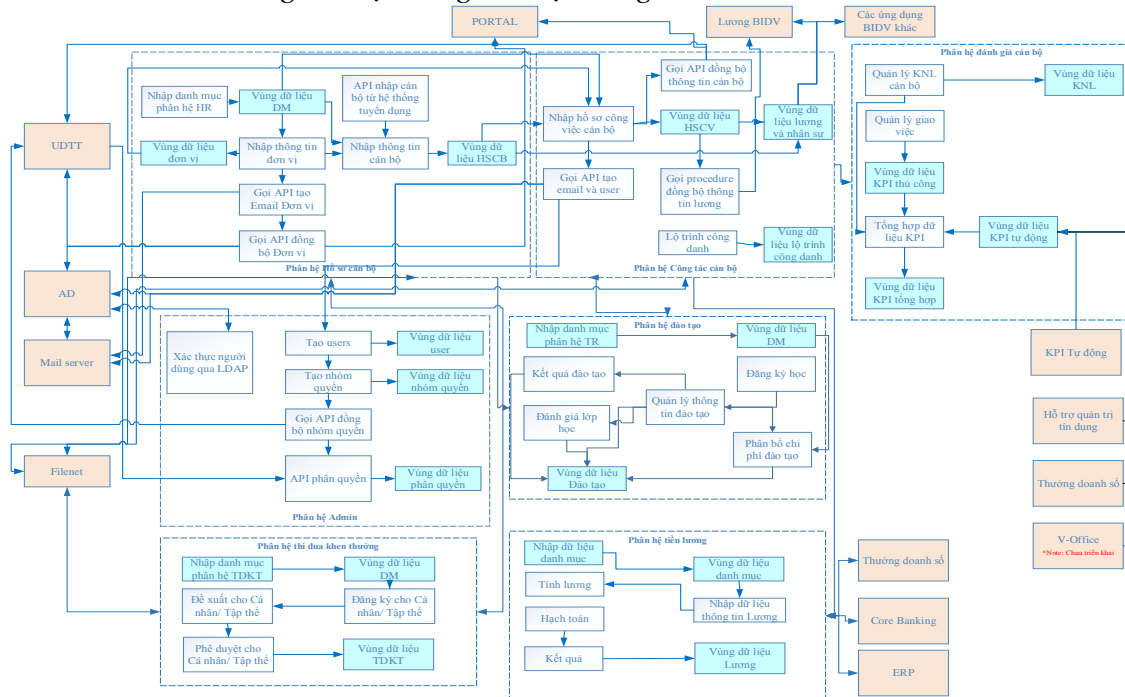 PORTAL
Lương BIDV
Các ứng dụng
BIDV khác
Phân hệ đánh giá cán bộ
Quản lý KNL
cán bộ
Vùng dữ liệu
KNL
Quản lý giao
việc
Vùng dữ liệu
KPI thủ công
Tổng hợp dữ
liệu KPI
Vùng dữ liệu
KPI tự động
Vùng dữ liệu
KPI tổng hợp
Nhập danh mục
phân hệ HR
Vùng dữ liệu
DM
API nhập cán
bộ từ hệ thống
tuyển dụng
Vùng dữ
liệu đơn vị
Nhập thông tin
đơn vị
Nhập thông tin
cán bộ
Vùng dữ
liệu HSCB
Gọi API tạo
Email Đơn vị
Gọi API đồng
bộ Đơn vị
Phân hệ Hồ sơ cán bộ
Gọi API đồng bộ
thông tin cán bộ
Nhập hồ sơ công
việc cán bộ
Vùng dữ liệu
HSCV
Vùng dữ
liệu lương
và nhân sự
Gọi API tạo
email và user
Gọi procedure
đồng bộ thông
tin lương
Lộ trình công
danh
Vùng dữ
liệu lộ trình
công danh
Phân hệ Công tác cán bộ
UDTT
AD
Mail server
Filenet
Xác thực người
dùng qua LDAP
Tạo users
Vùng dữ liệu
user
Tạo nhóm
quyền
Vùng dữ liệu
nhóm quyền
Gọi API đồng
bộ nhóm quyền
API phân quyền
Vùng dữ liệu
phân quyền
Phân hệ Admin
Phân hệ đào tạo
Nhập danh mục
phân hệ TR
Vùng dữ liệu
DM
Kết quả đào tạo
Đăng ký học
Quản lý thông
tin đào tạo
Đánh giá lớp
học
Phân bổ chi
phí đào tạo
Vùng dữ liệu
Đào tạo
KPI Tự động
Hỗ trợ quản trị
tín dụng
Thưởng doanh số
V-Office
*Note: Chưa triển khai
Phân hệ thi đua khen thưởng
Nhập danh mục
phân hệ TDKT
Vùng dữ liệu
DM
Đề xuất cho Cá
nhân/ Tập thể
Đăng ký cho Cá
nhân/ Tập thể
Phê duyệt cho
Cá nhân/ Tập thể
Vùng dữ liệu
TDKT
Phân hệ tiền lương
Nhập dữ liệu
danh mục
Vùng dữ liệu
danh mục
Tính lương
Nhập dữ liệu
thông tin Lương
Hạch toán
Kết quả
Vùng dữ liệu
Lương
Thưởng doanh số
Core Banking
ERP